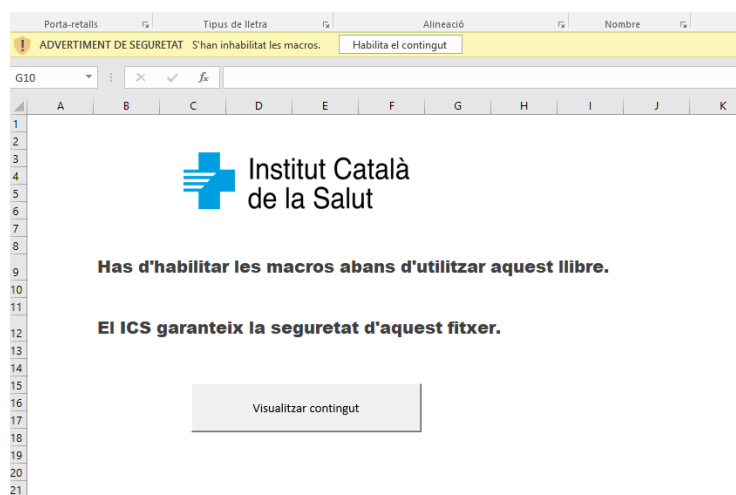 Porta-retalls Tipus de lletra Alineació Nombre
ADVERTIMENT DE SEGURETAT S'han inhabilitat les macros. Habilita el contingut
G10 fx
A B C D E F G H I J K
1
2
3
4
5
6
7
8
9
10
11
12
13
14
15
16
17
18
19
20
21
Institut Català
de la Salut
Has d'habilitar les macros abans d'utilitzar aquest llibre.
El ICS garanteix la seguretat d'aquest fitxer.
Visualitzar contingut